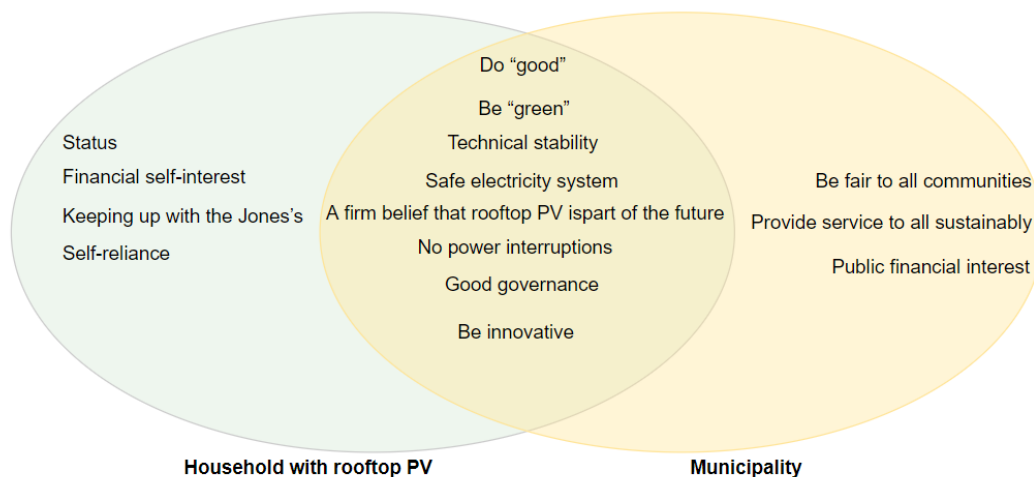 Do “good”
Be “green”
Status
Technical stability
Financial self-interest
Safe electricity system
Be fair to all communities
Keeping up with the Jones’s
A firm belief that rooftop PV ispart of the future
Provide service to all sustainably
Self-reliance
No power interruptions
Public financial interest
Good governance
Be innovative
Household with rooftop PV
Municipality